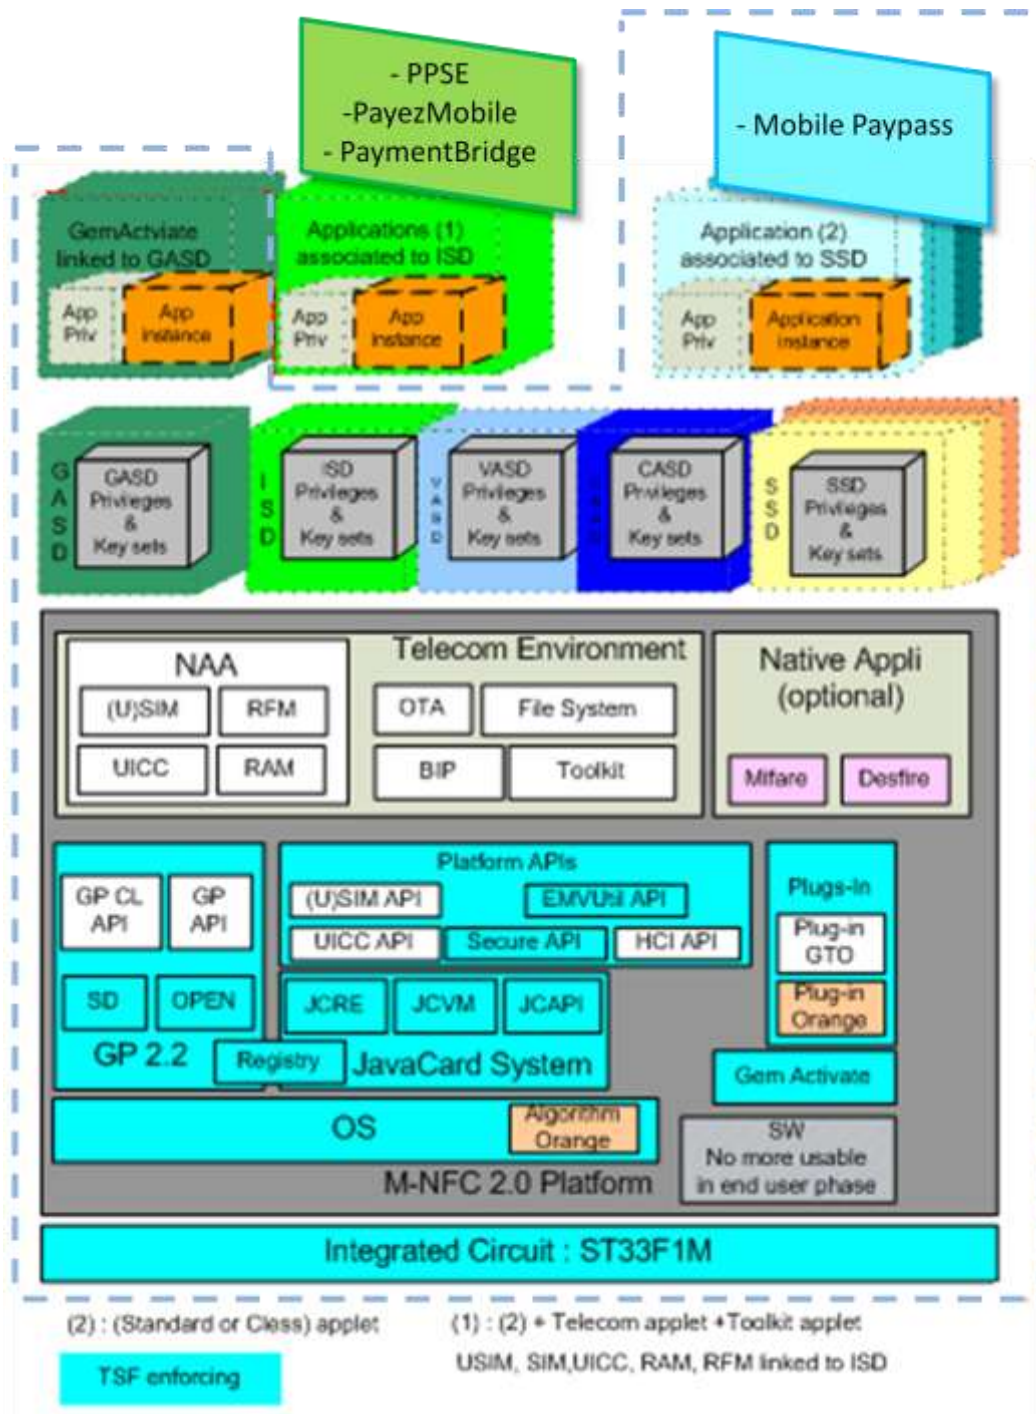 - PPSE
-PayezMobile
- PaymentBridge
- Mobile Paypass
GemActviate
linked to GASD
App
Priv
App
instance
Applications (1)
associated to ISD
App
Priv
App
instance
Application (2)
associated to SSD
App
Priv
Application
instance
GASD
GASD
Privileges
&
Key sets
ISD
ISD
Privileges
&
Key sets
VASD
VASD
Privileges
&
Key sets
CASD
Privileges
&
Key sets
SSD
SSD
Privileges
&
Key sets
NAA
(U)SIM
RFM
UICC
RAM
Telecom Environment
OTA
File System
BIP
Toolkit
Native Appli
(optional)
Mifare
Desfire
GP CL
API
GP
API
SD
OPEN
GP 2.2
Registry
Platform APIs
(U)SIM API
EMVUtil API
UICC API
Secure API
HCI API
JCRE
JCVM
JCAPI
JavaCard System
Plugs-In
Plug-in
GTO
Plug-in
Orange
Gem Activate
OS
Algorithm
Orange
SW
No more usable
in end user phase
M-NFC 2.0 Platform
Integrated Circuit : ST33F1M
(2) : (Standard or Cless) applet
(1) : (2) + Telecom applet +Toolkit applet
USIM, SIM,UICC, RAM, RFM linked to ISD
TSF enforcing